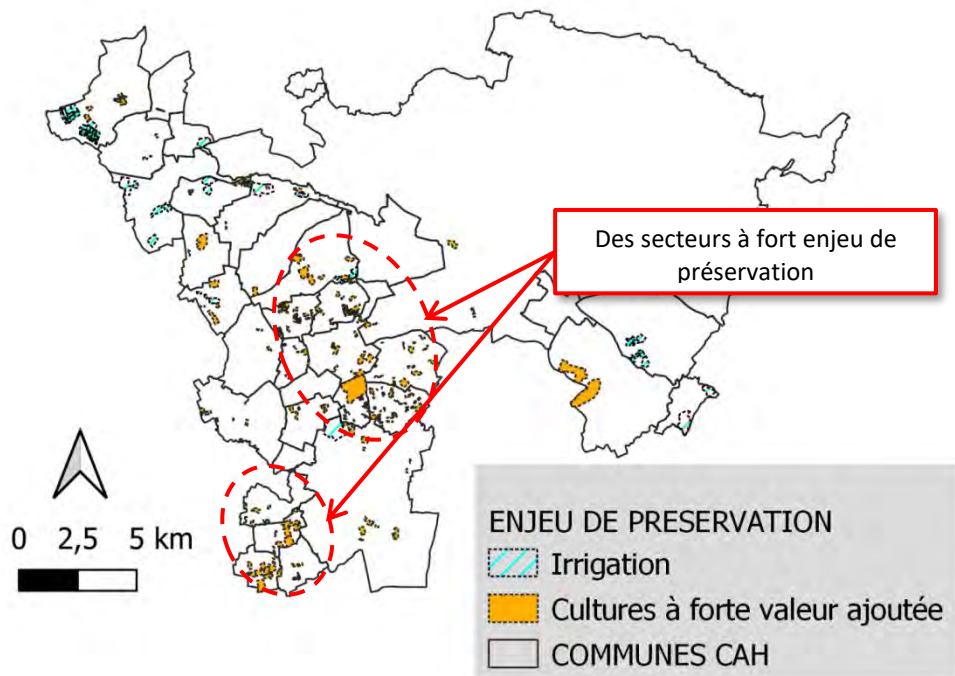 Des secteurs à fort enjeu de
préservation
0 2,5 5 km
ENJEU DE PRESERVATION
Irrigation
Cultures à forte valeur ajoutée
COMMUNES CAH